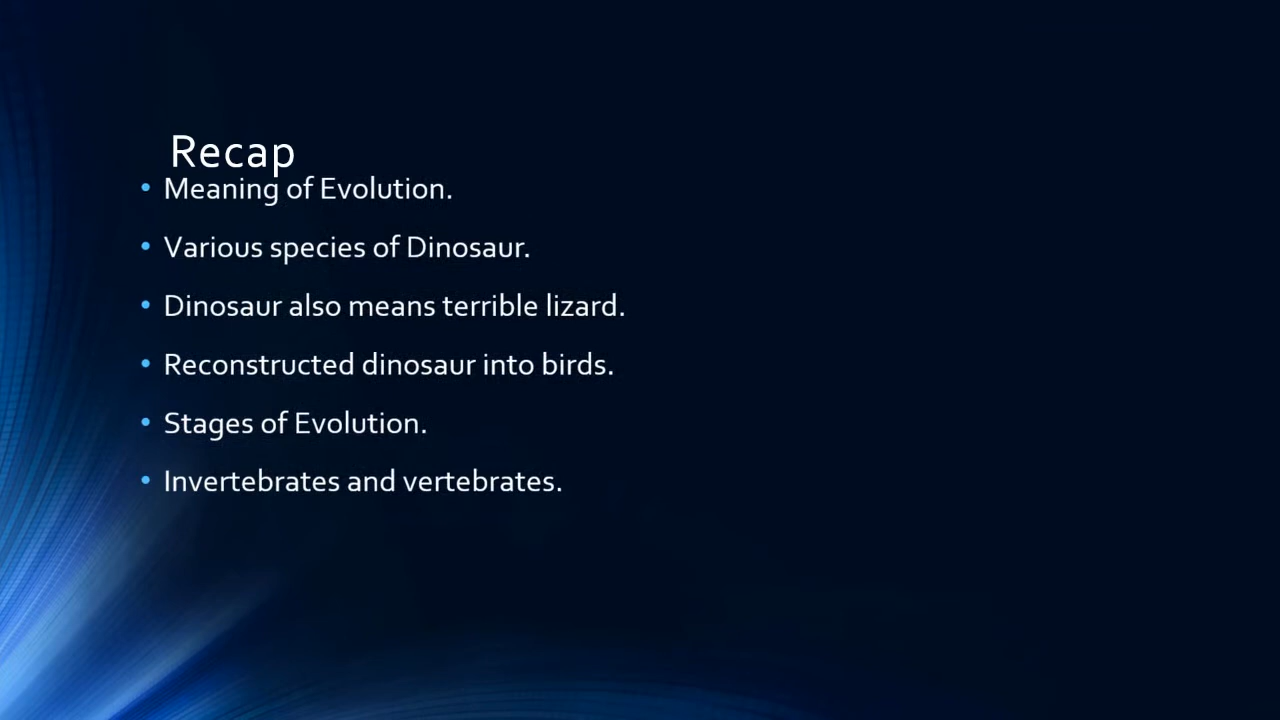 Recap
• Meaning of Evolution.
• Various species of Dinosaur.
• Dinosaur also means terrible lizard.
• Reconstructed dinosaur into birds.
• Stages of Evolution.
• Invertebrates and vertebrates.